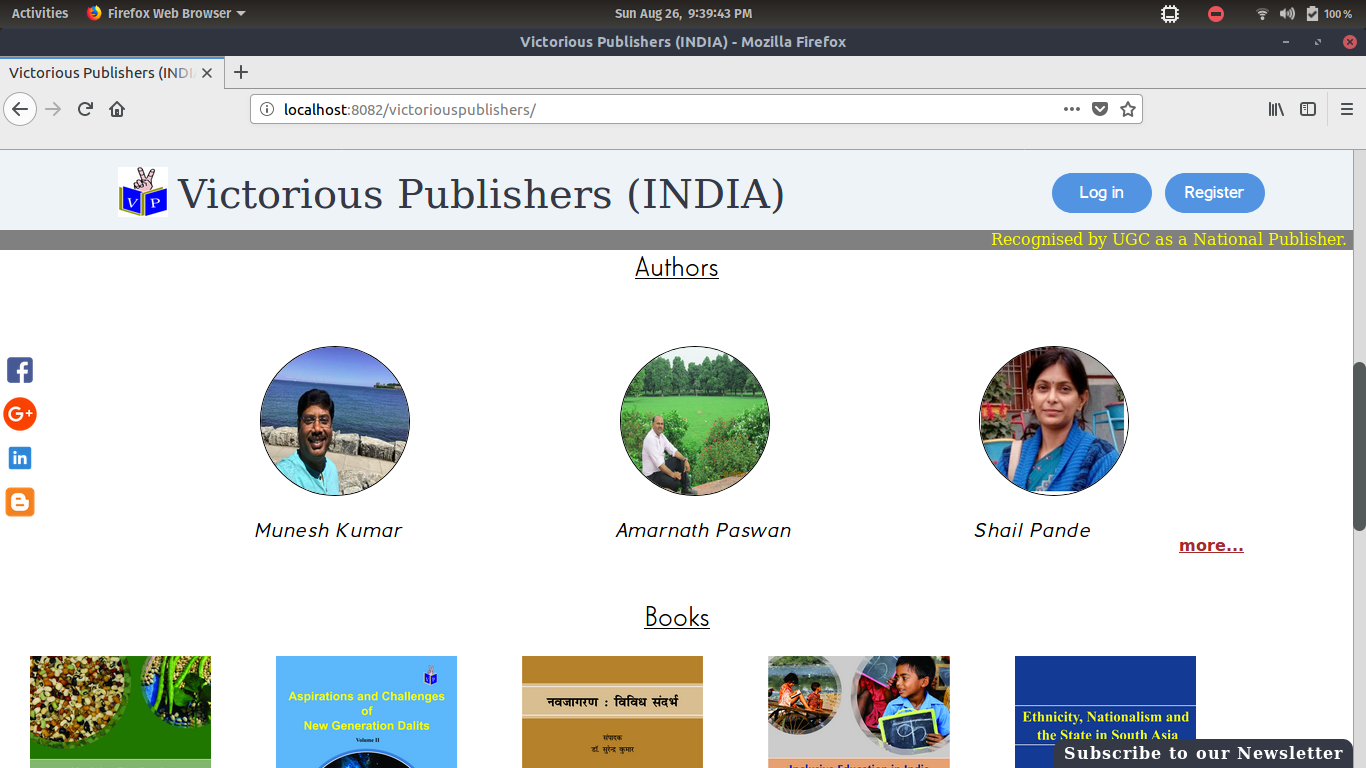 Activities Firefox Web Browser Sun Aug 26, 9:39:43 PM 100 %
Victorious Publishers (INDIA) - Mozilla Firefox
Victorious Publishers (INDI
localhost:8082/victoriouspublishers/
V P Victorious Publishers (INDIA) Log in Register
Recognised by UGC as a National Publisher.
Authors
Munesh Kumar Amarnath Paswan Shail Pande
more...
Books
VP
Aspirations and Challenges
of
New Generation Dalits
Volume II
नवजागरण : विविध संदर्भ
संपादक
डॉ. सुरेन्द्र कुमार
Inclusive Education in India
Ethnicity, Nationalism and
the State in South Asia
Subscribe to our Newsletter